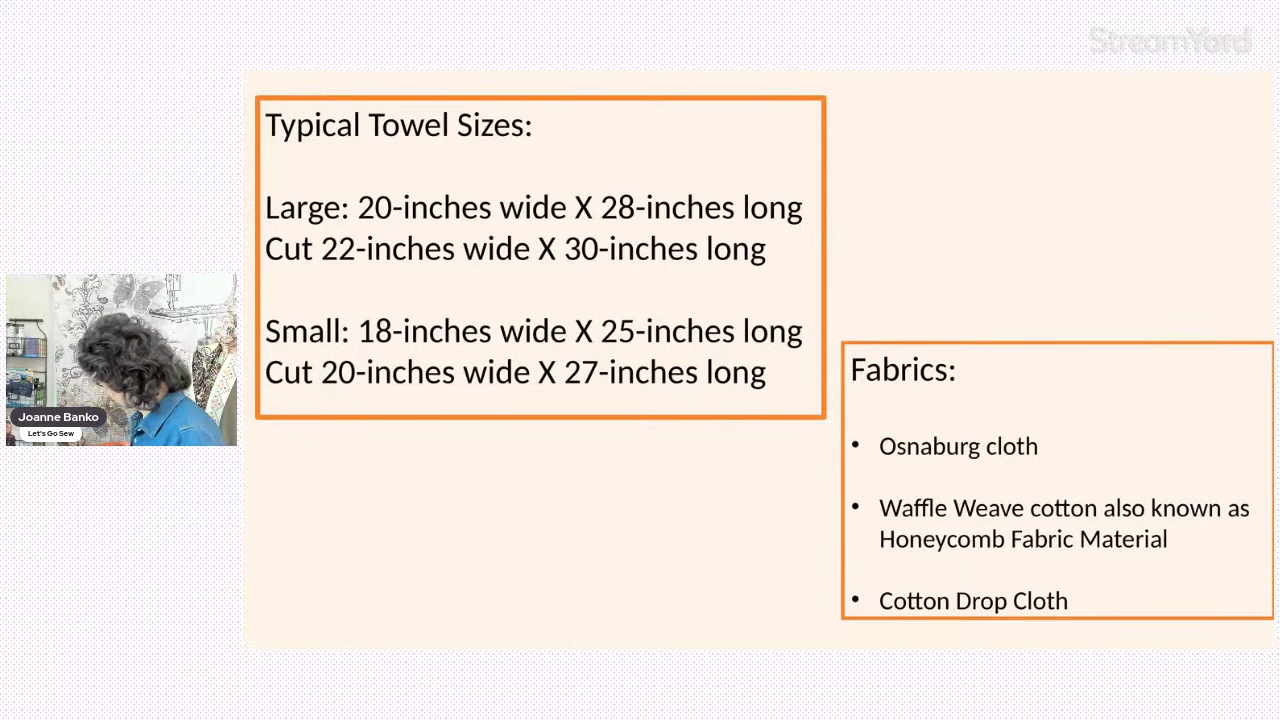 StreamYard
Typical Towel Sizes:
Large: 20-inches wide X 28-inches long
Cut 22-inches wide X 30-inches long
Small: 18-inches wide X 25-inches long
Cut 20-inches wide X 27-inches long
Fabrics:
• Osnaburg cloth
• Waffle Weave cotton also known as
Honeycomb Fabric Material
• Cotton Drop Cloth
Joanne Banko
Let's Go Sew